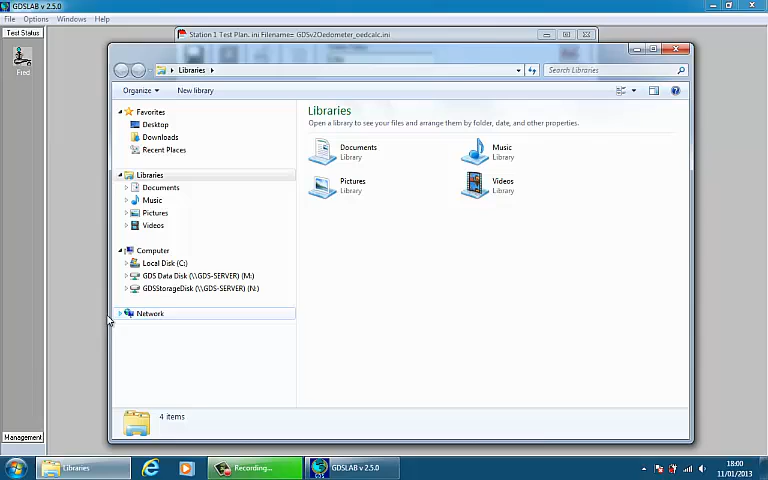 GDSLAB v 2.5.0
File Options Windows Help
Test Status
Station 1 Test Plan. ini Filename= GDSv2Oedometer_oedcalc.ini
Fred
Libraries
Search Libraries
Organize New library
Favorites
Desktop
Downloads
Recent Places
Libraries
Documents
Music
Pictures
Videos
Computer
Local Disk (C:)
GDS Data Disk (\\GDS-SERVER) (M:)
GDSStorageDisk (\\GDS-SERVER) (N:)
Network
Libraries
Open a library to see your files and arrange them by folder, date, and other properties.
Documents
Library
Music
Library
Pictures
Library
Videos
Library
4 items
Management
Libraries
Recording...
GDSLAB v 2.5.0
18:00
11/01/2013